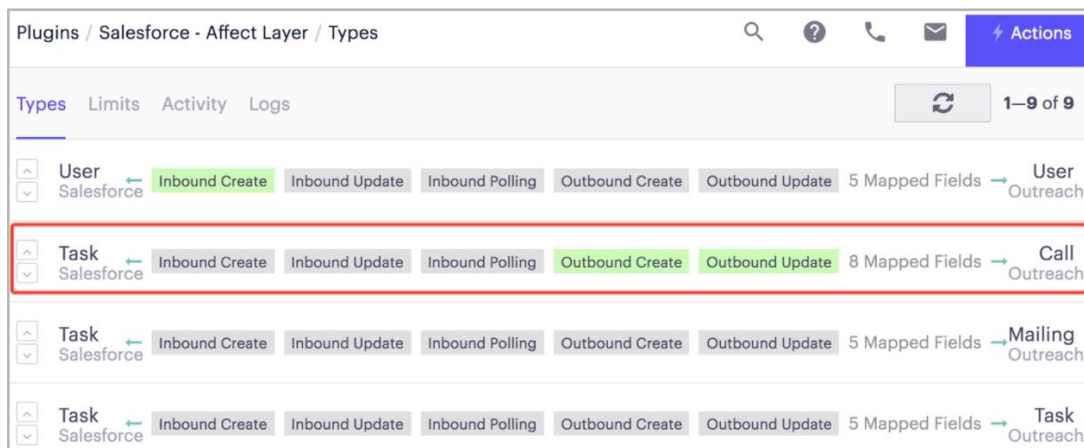 Plugins / Salesforce - Affect Layer / Types
Actions
Types Limits Activity Logs
1—9 of 9
User Inbound Create Inbound Update Inbound Polling Outbound Create Outbound Update 5 Mapped Fields → User
Salesforce ← Outreach
Task Inbound Create Inbound Update Inbound Polling Outbound Create Outbound Update 8 Mapped Fields → Call
Salesforce ← Outreach
Task Inbound Create Inbound Update Inbound Polling Outbound Create Outbound Update 5 Mapped Fields → Mailing
Salesforce ← Outreach
Task Inbound Create Inbound Update Inbound Polling Outbound Create Outbound Update 5 Mapped Fields → Task
Salesforce ← Outreach